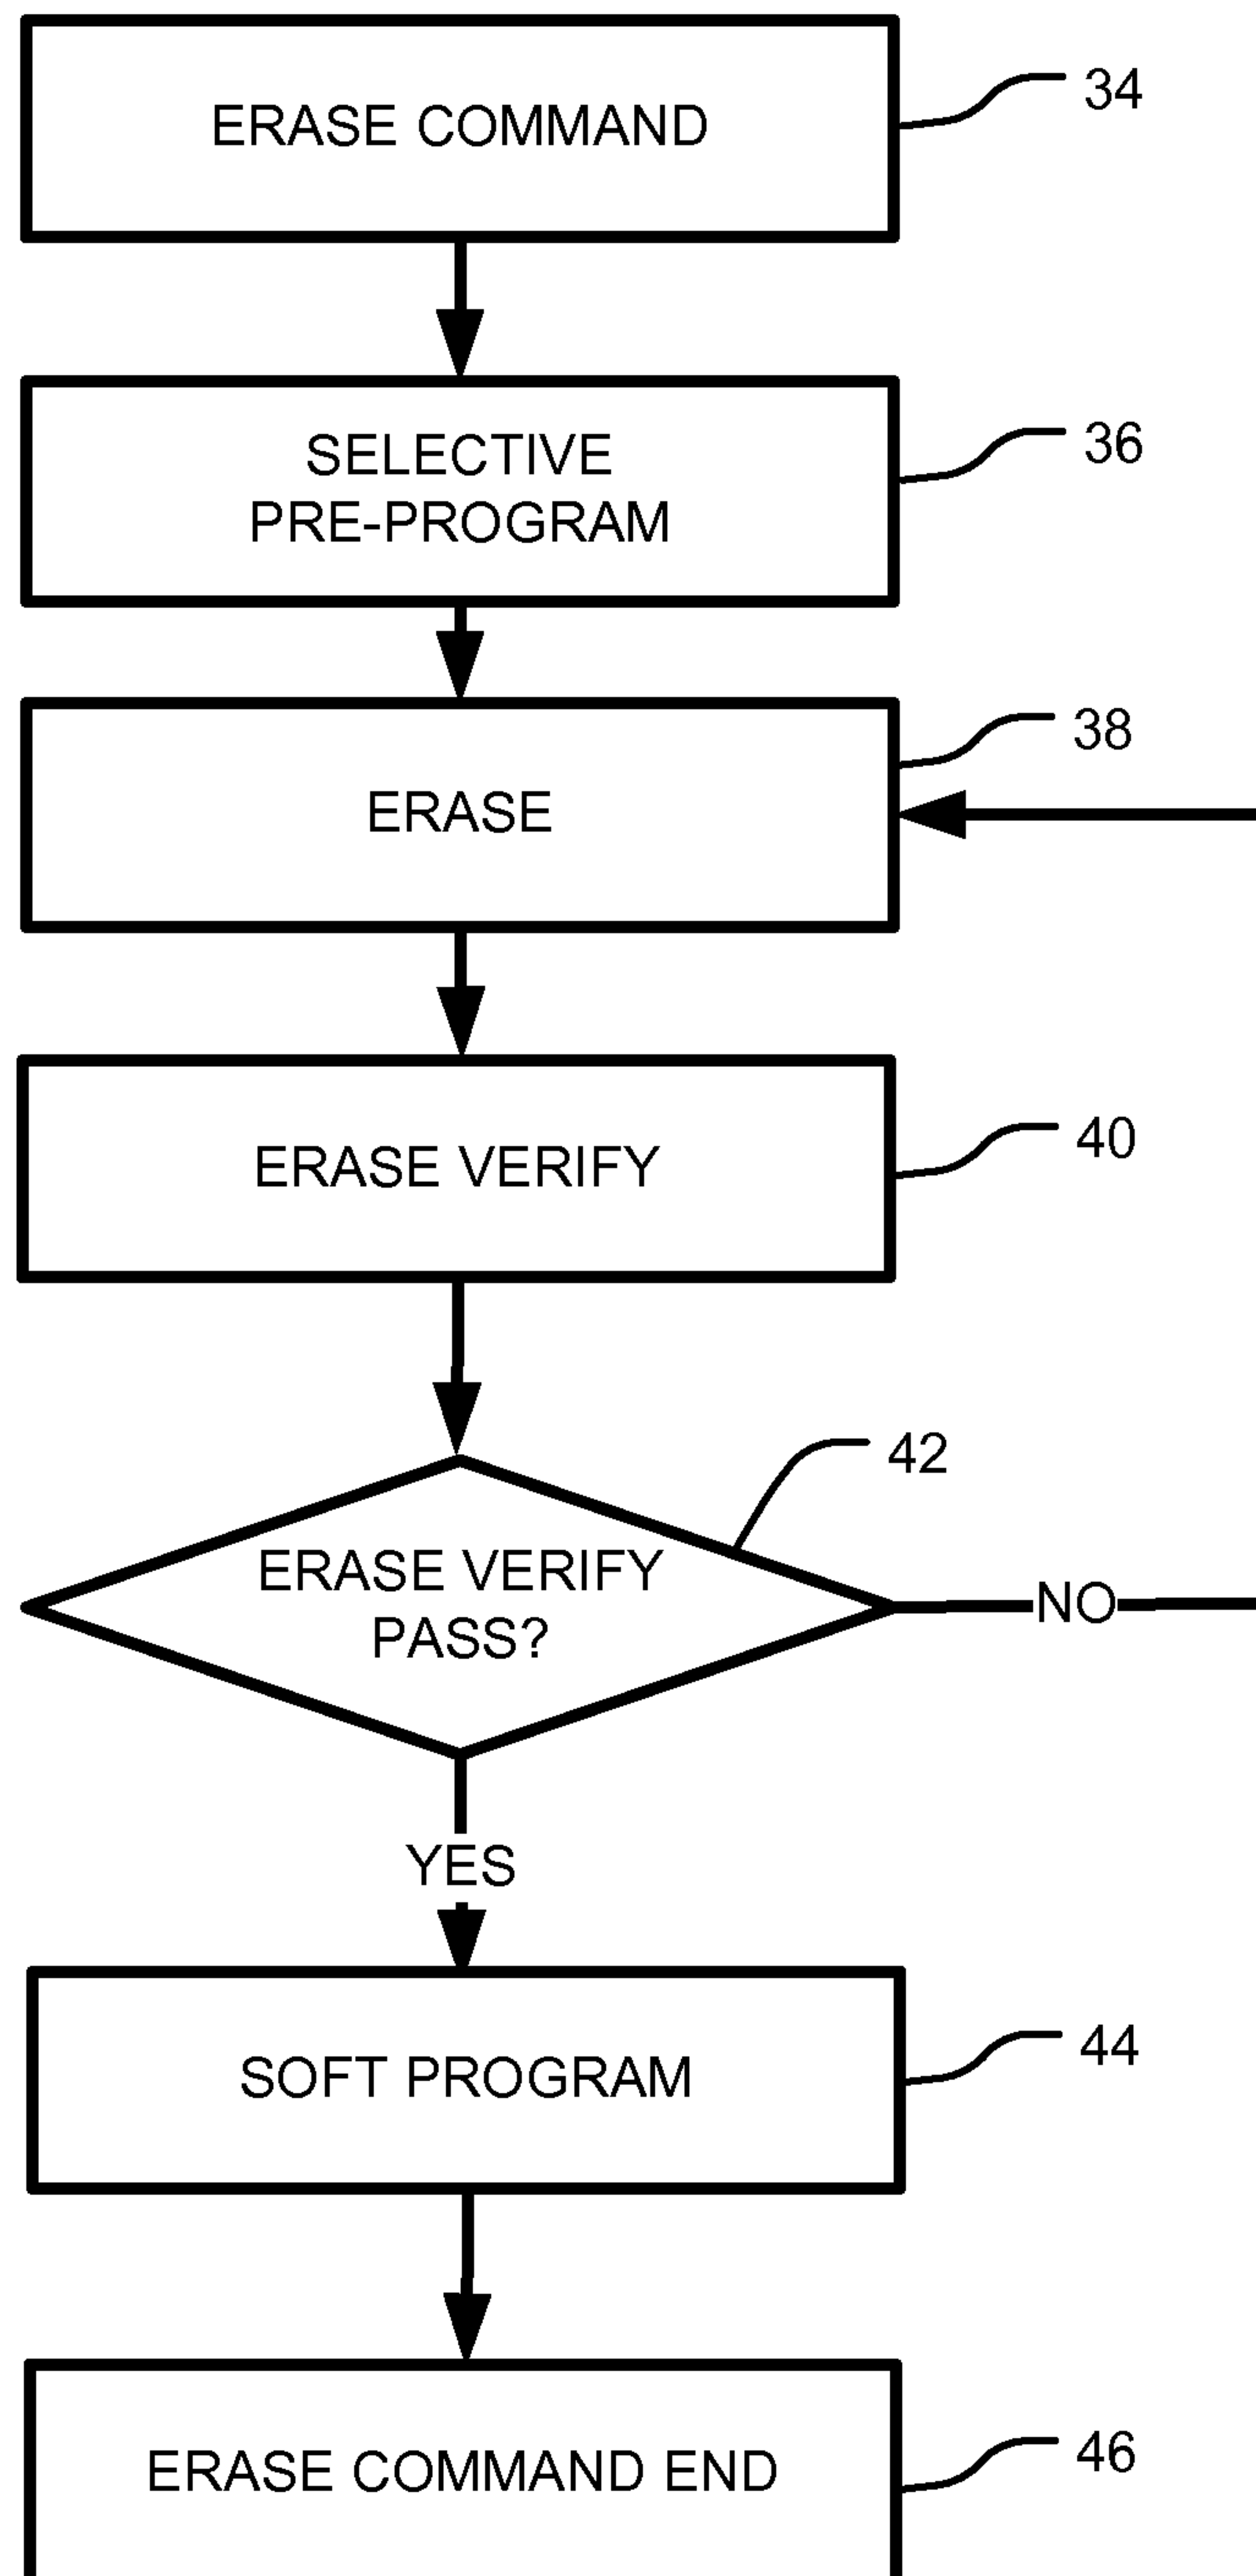 ERASE COMMAND
34
SELECTIVE
PRE-PROGRAM
36
ERASE
38
ERASE VERIFY
40
ERASE VERIFY
PASS?
42
NO
YES
SOFT PROGRAM
44
ERASE COMMAND END
46